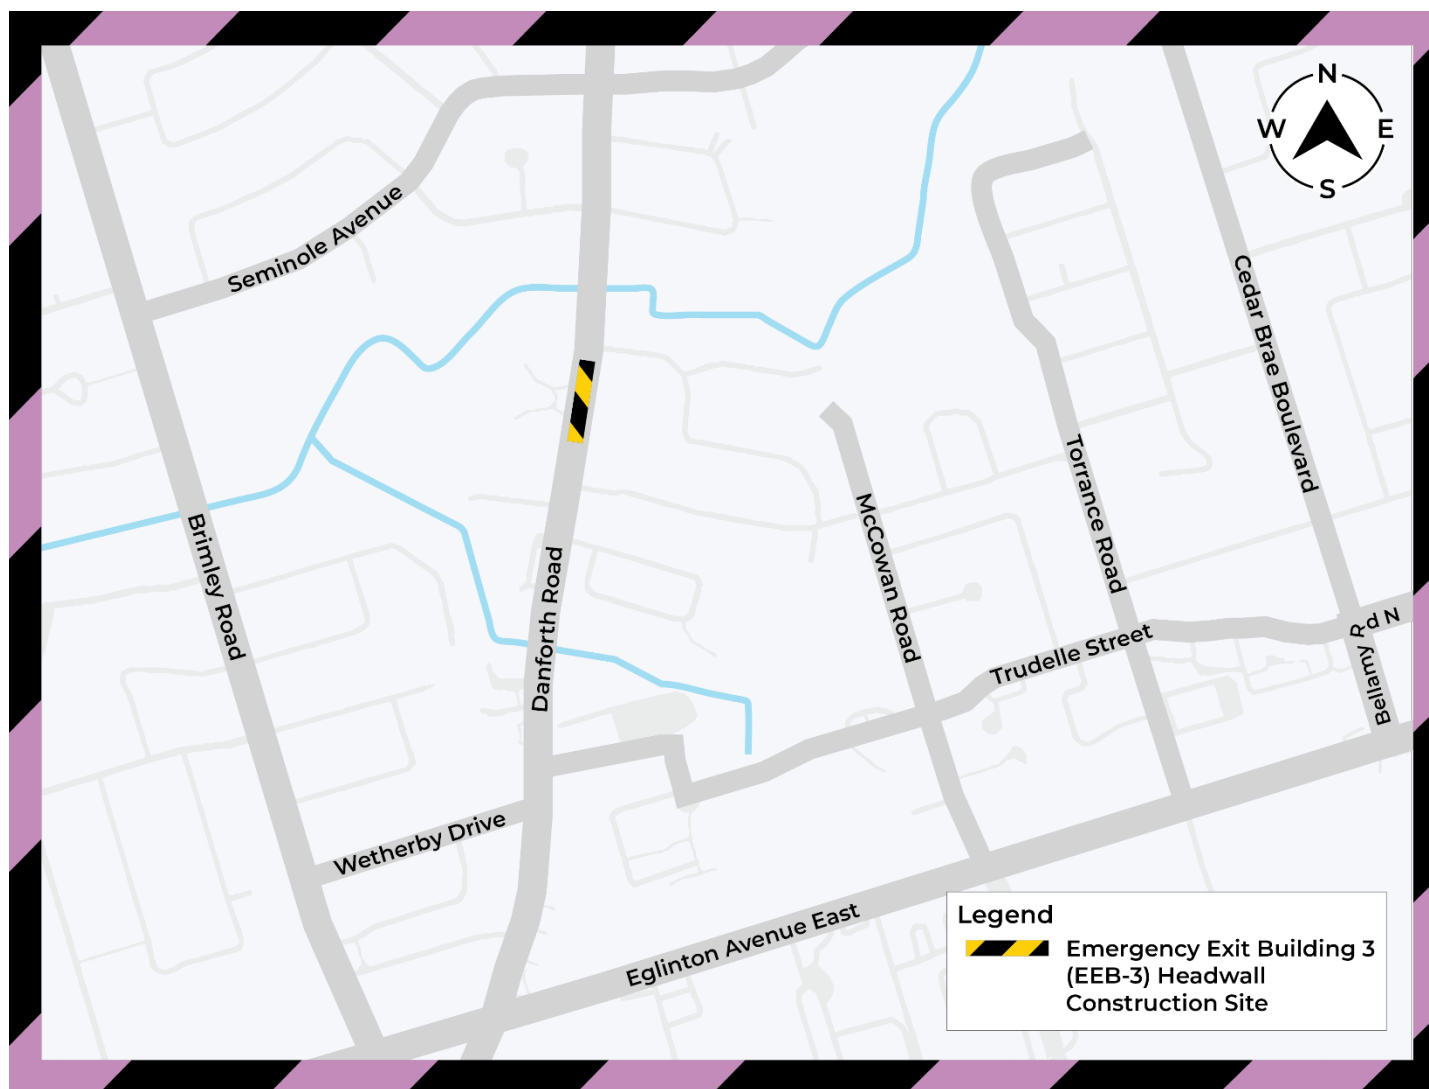 N
W
E
S
Seminole Avenue
Cedar Brae Boulevard
Torrance Road
McCowan Road
Brimley Road
Danforth Road
Trudelle Street
Bellamy Rd N
Wetherby Drive
Eglinton Avenue East
Legend
Emergency Exit Building 3
(EEB-3) Headwall
Construction Site